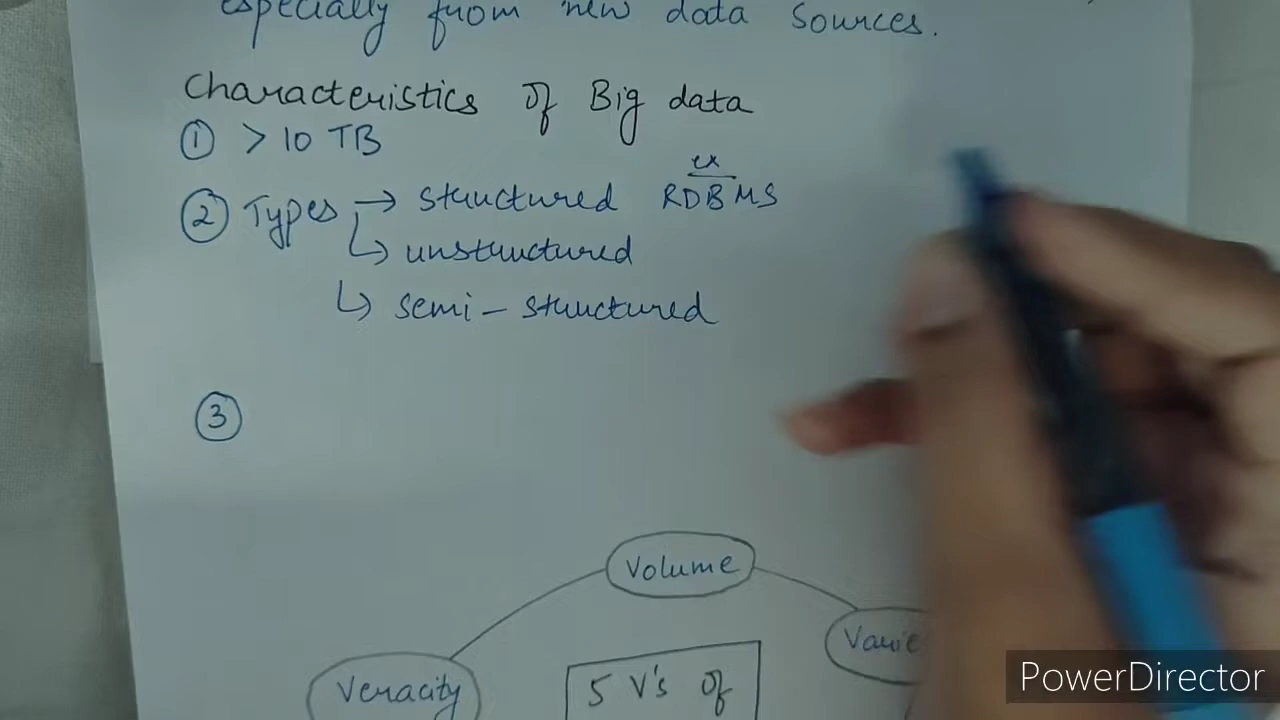 especially from new data sources.
Characteristics of Big data
① > 10 TB
ex
② Types → structured RDBMS
↳ unstructured
↳ semi - structured
③
Volume
Varie
Veracity
5 V's of
PowerDirector